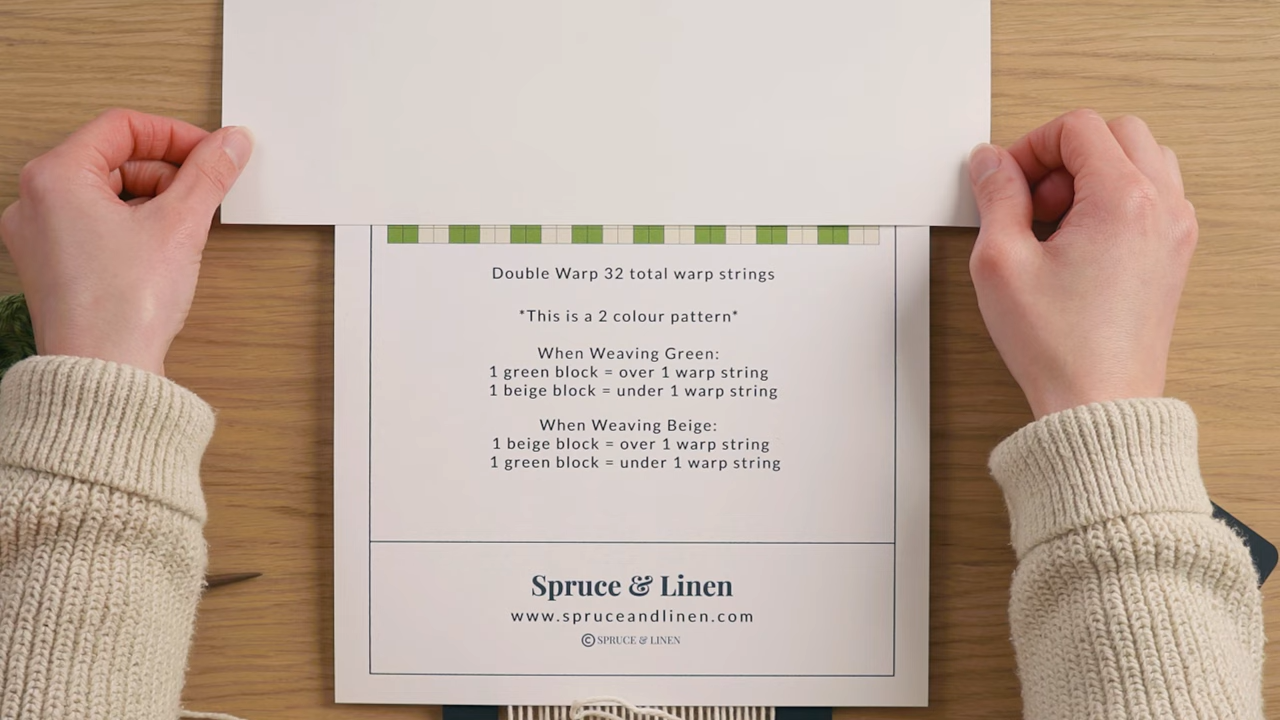 Double Warp 32 total warp strings
*This is a 2 colour pattern*
When Weaving Green:
1 green block = over 1 warp string
1 beige block = under 1 warp string
When Weaving Beige:
1 beige block = over 1 warp string
1 green block = under 1 warp string
Spruce & Linen
www.spruceandlinen.com
© SPRUCE & LINEN